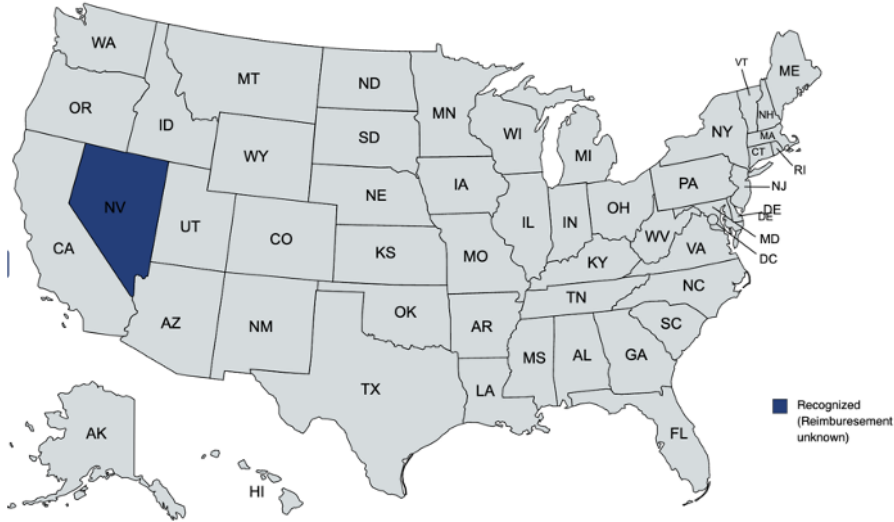 WA
MT
ND
MN
VT
ME
OR
ID
SD
WI
MI
NY
NH
MA
CT
RI
WY
NV
UT
NE
IA
PA
NJ
CA
CO
KS
MO
IL
IN
OH
WV
VA
DE
DE
MD
DC
KY
NC
AZ
NM
OK
AR
TN
SC
TX
LA
MS
AL
GA
FL
AK
HI
Recognized
(Reimburesement
unknown)